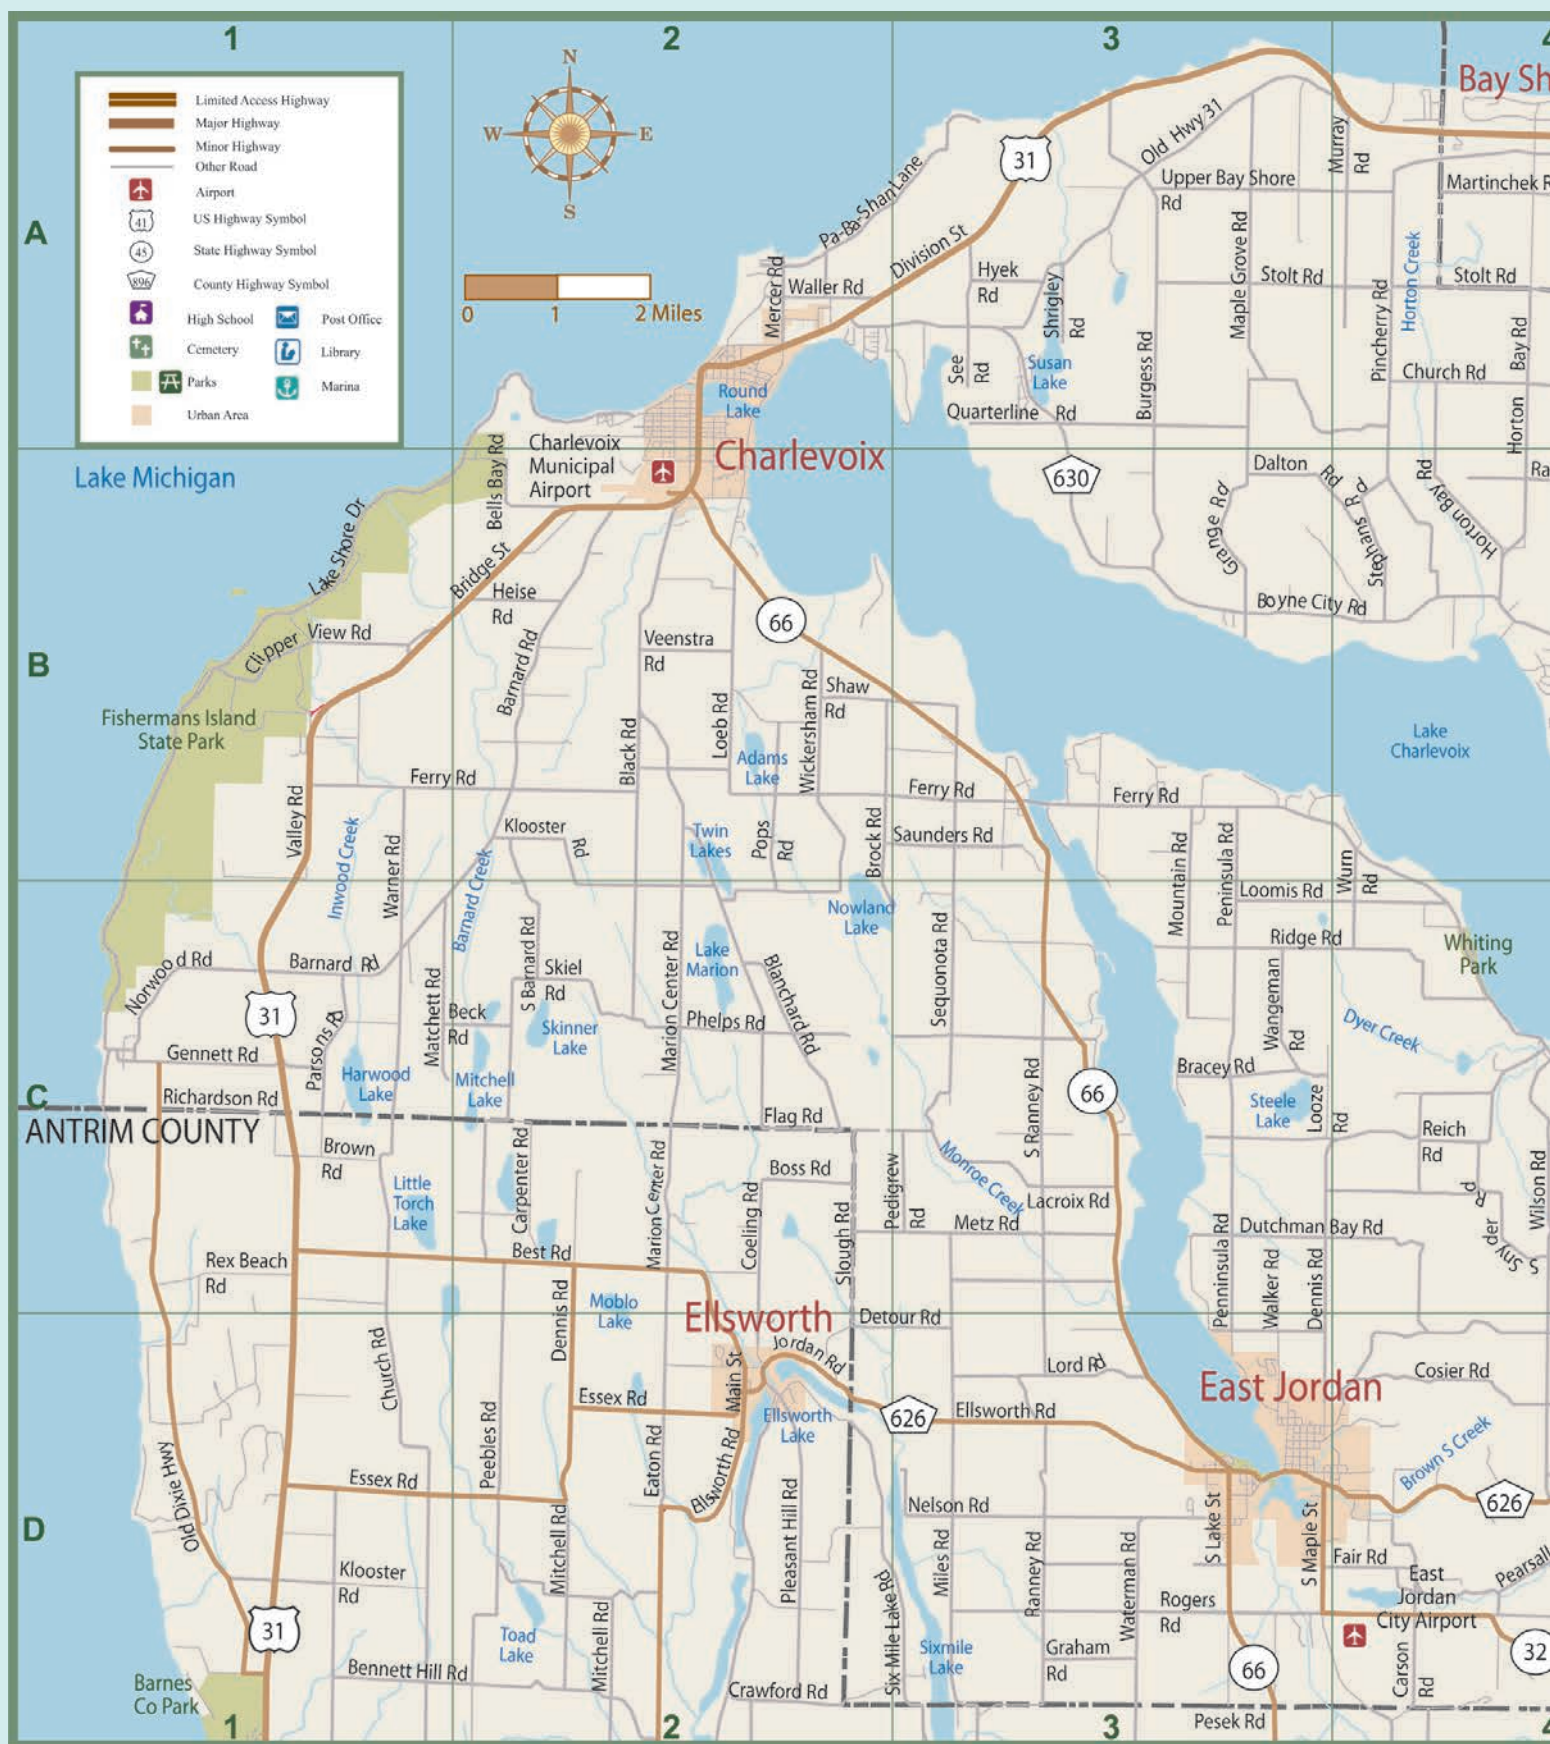 1
2
3
4
A
B
C
D
Limited Access Highway
Major Highway
Minor Highway
Other Road
Airport
41
US Highway Symbol
45
State Highway Symbol
896
County Highway Symbol
High School
Post Office
Cemetery
Library
Parks
Marina
Urban Area
N
W
E
S
0
1
2 Miles
Bay Sh
31
Old Hwy 31
Murray
Rd
Upper Bay Shore
Rd
Martinchek R
Pa-Ba-Shan Lane
Division St
Mercer Rd
Waller Rd
Hyek
Rd
Shrigley
Rd
Maple Grove Rd
Stolt Rd
Horton Creek
Stolt Rd
Pincherry Rd
See
Rd
Susan
Lake
Burgess Rd
Church Rd
Bay Rd
Horton
Round
Lake
Quarterline Rd
Charlevoix
Municipal
Airport
Charlevoix
Lake Michigan
Bells Bay Rd
630
Dalton
Rd
Grange Rd
Stephans Rd
Rd
Horton Bay
Ra
Lake Shore Dr
Bridge St
Heise
Rd
Boyne City Rd
66
Clipper
View Rd
Barnard Rd
Veenstra
Rd
Fishermans Island
State Park
Shaw
Rd
Wickersham Rd
Loeb Rd
Black Rd
Adams
Lake
Lake
Charlevoix
Valley Rd
Ferry Rd
Ferry Rd
Ferry Rd
Inwood Creek
Warner Rd
Klooster
Rd
Barnard Creek
Twin
Lakes
Pops
Rd
Brock Rd
Saunders Rd
Mountain Rd
Peninsula Rd
Wurn
Rd
Loomis Rd
Nowland
Lake
Ridge Rd
Whiting
Park
Norwood Rd
Barnard Rd
S Barnard Rd
Skiel
Rd
Marion Center Rd
Lake
Marion
Blanchard Rd
Sequonota Rd
Wangeman
Rd
Dyer Creek
31
Parsons Rd
Matchett Rd
Beck
Rd
Skinner
Lake
Phelps Rd
Gennett Rd
Harwood
Lake
Mitchell
Lake
S Ranney Rd
66
Bracey Rd
Steele
Lake
Looze
Rd
Richardson Rd
ANTRIM COUNTY
Flag Rd
Reich
Rd
Brown
Rd
Carpenter Rd
Marion Center Rd
Boss Rd
Pedigrew
Rd
Monroe Creek
Lacroix Rd
Little
Torch
Lake
Coeling Rd
Slough Rd
Metz Rd
Penninsula Rd
Dutchman Bay Rd
S Snyder Rd
Wilson Rd
Rex Beach
Rd
Best Rd
Dennis Rd
Moblo
Lake
Walker Rd
Dennis Rd
Ellsworth
Detour Rd
Church Rd
Main St
Jordan Rd
Lord Rd
East Jordan
Cosier Rd
Essex Rd
Ellsworth
Lake
626
Ellsworth Rd
Old Dixie Hwy
Essex Rd
Peebles Rd
Eaton Rd
Ellsworth Rd
Brown S Creek
626
Pleasant Hill Rd
Nelson Rd
S Lake St
S Maple St
Klooster
Rd
Mitchell Rd
Miles Rd
Ranney Rd
Waterman Rd
Fair Rd
Pearsall
31
Six Mile Lake Rd
Rogers
Rd
East
Jordan
City Airport
Toad
Lake
Mitchell Rd
Sixmile
Lake
Graham
Rd
66
Carson
Rd
32
Barnes
Co Park
Bennett Hill Rd
Crawford Rd
Pesek Rd
1
2
3
4